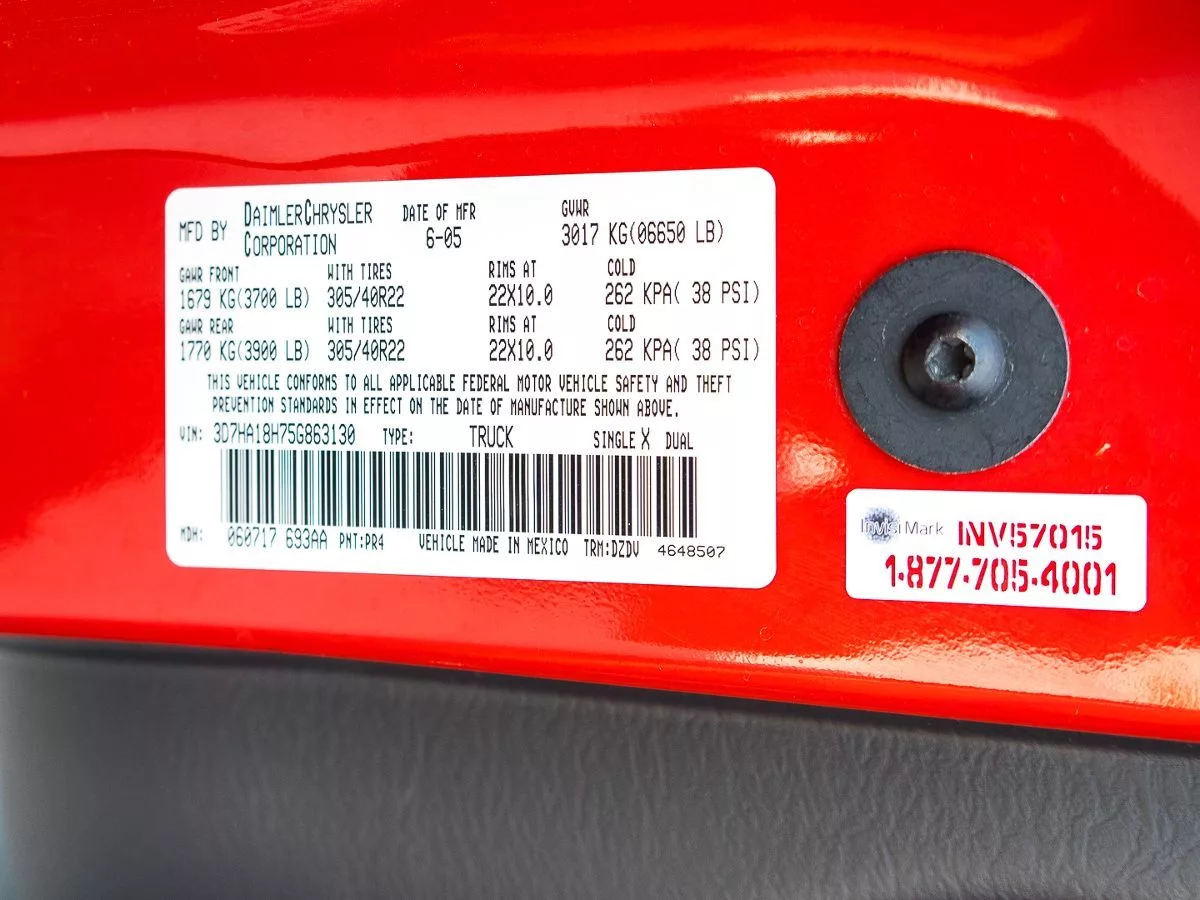 MFD BY DAIMLERCHRYSLER CORPORATION DATE OF MFR 6-05 GVWR 3017 KG(06650 LB)
GAWR FRONT WITH TIRES RIMS AT COLD
1679 KG(3700 LB) 305/40R22 22X10.0 262 KPA( 38 PSI)
GAWR REAR WITH TIRES RIMS AT COLD
1770 KG(3900 LB) 305/40R22 22X10.0 262 KPA( 38 PSI)
THIS VEHICLE CONFORMS TO ALL APPLICABLE FEDERAL MOTOR VEHICLE SAFETY AND THEFT
PREVENTION STANDARDS IN EFFECT ON THE DATE OF MANUFACTURE SHOWN ABOVE.
VIN: 3D7HA18H75G863130 TYPE: TRUCK SINGLE X DUAL
MDH: 060717 693AA PNT:PR4 VEHICLE MADE IN MEXICO TRM:DZDV 4648507
InvisiMark INV57015
1-877-705-4001